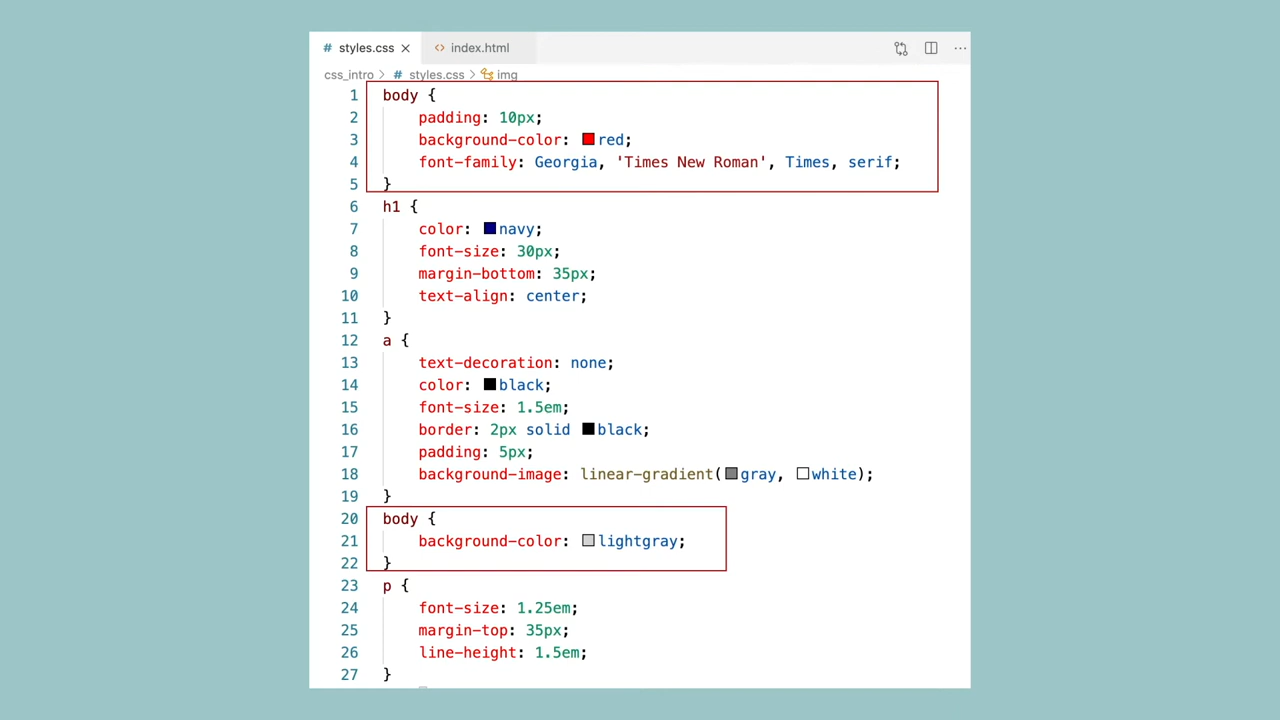 # styles.css × <> index.html ...
css_intro > # styles.css > img
1 body {
2 padding: 10px;
3 background-color: red;
4 font-family: Georgia, 'Times New Roman', Times, serif;
5 }
6 h1 {
7 color: navy;
8 font-size: 30px;
9 margin-bottom: 35px;
10 text-align: center;
11 }
12 a {
13 text-decoration: none;
14 color: black;
15 font-size: 1.5em;
16 border: 2px solid black;
17 padding: 5px;
18 background-image: linear-gradient(gray, white);
19 }
20 body {
21 background-color: lightgray;
22 }
23 p {
24 font-size: 1.25em;
25 margin-top: 35px;
26 line-height: 1.5em;
27 }